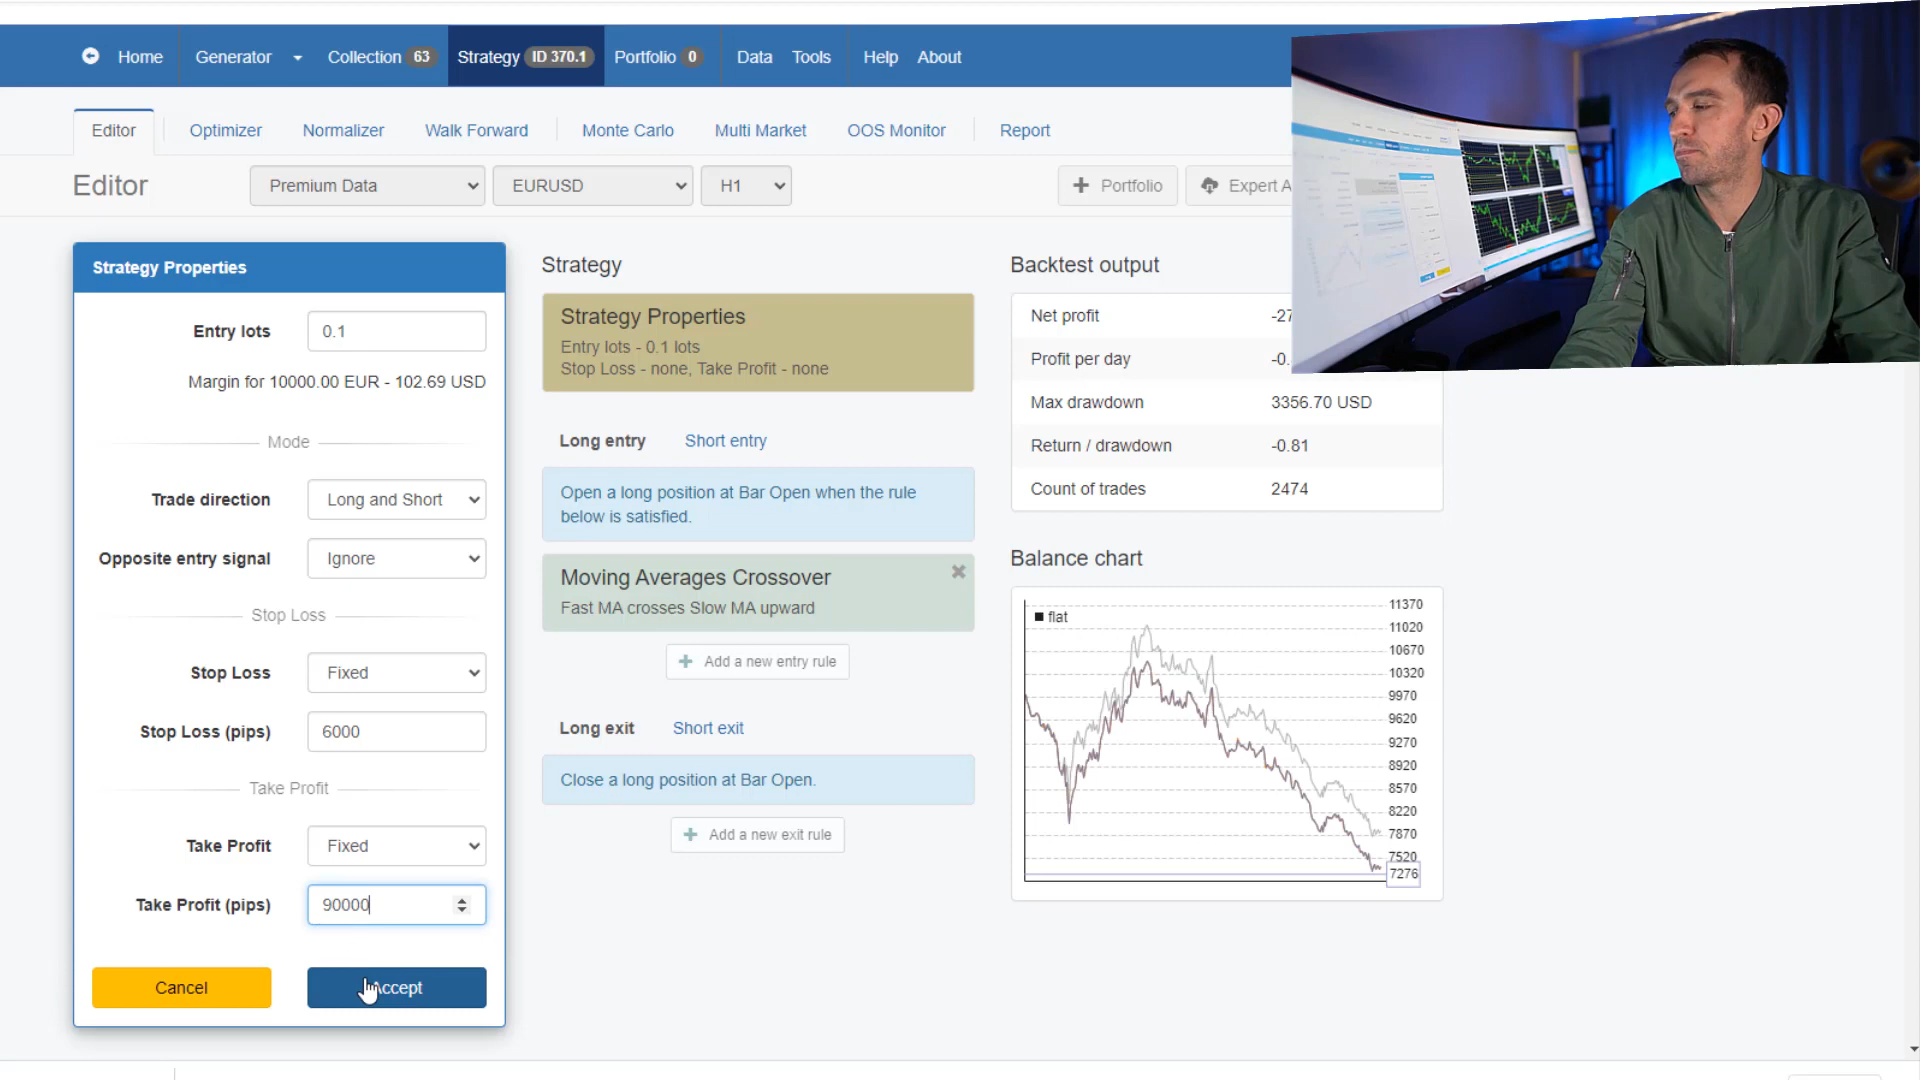 Home
Generator
Collection 63
Strategy ID 370.1
Portfolio 0
Data
Tools
Help
About
Editor
Optimizer
Normalizer
Walk Forward
Monte Carlo
Multi Market
OOS Monitor
Report
Editor
Premium Data
EURUSD
H1
Portfolio
Expert A
Strategy Properties
Entry lots 0.1
Margin for 10000.00 EUR - 102.69 USD
Mode
Trade direction Long and Short
Opposite entry signal Ignore
Stop Loss
Stop Loss Fixed
Stop Loss (pips) 6000
Take Profit
Take Profit Fixed
Take Profit (pips) 90000
Cancel
Accept
Strategy
Strategy Properties
Entry lots - 0.1 lots
Stop Loss - none, Take Profit - none
Long entry Short entry
Open a long position at Bar Open when the rule
below is satisfied.
Moving Averages Crossover
Fast MA crosses Slow MA upward
Add a new entry rule
Long exit Short exit
Close a long position at Bar Open.
Add a new exit rule
Backtest output
Net profit -27
Profit per day -0.
Max drawdown 3356.70 USD
Return / drawdown -0.81
Count of trades 2474
Balance chart
flat
11370
11020
10670
10320
9970
9620
9270
8920
8570
8220
7870
7520
7276